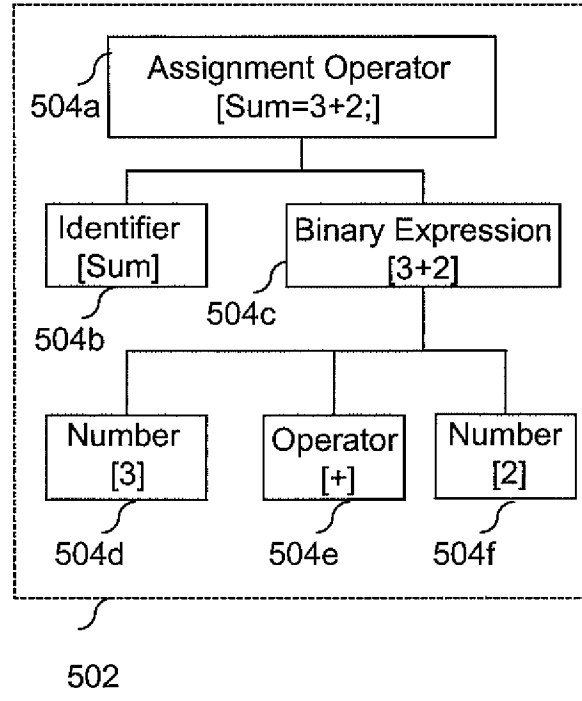 Assignment Operator
[Sum=3+2;]
504a
Identifier
[Sum]
Binary Expression
[3+2]
504b
504c
Number
[3]
Operator
[+]
Number
[2]
504d
504e
504f
502